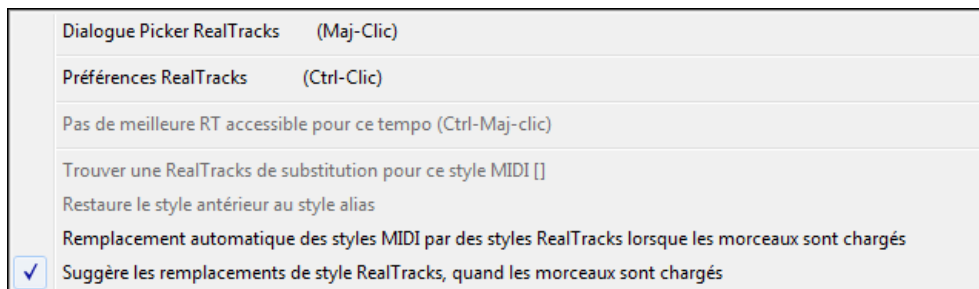 Dialogue Picker RealTracks (Maj-Clic)
Préférences RealTracks (Ctrl-Clic)
Pas de meilleure RT accessible pour ce tempo (Ctrl-Maj-clic)
Trouver une RealTracks de substitution pour ce style MIDI []
Restaure le style antérieur au style alias
Remplacement automatique des styles MIDI par des styles RealTracks lorsque les morceaux sont chargés
Suggère les remplacements de style RealTracks, quand les morceaux sont chargés